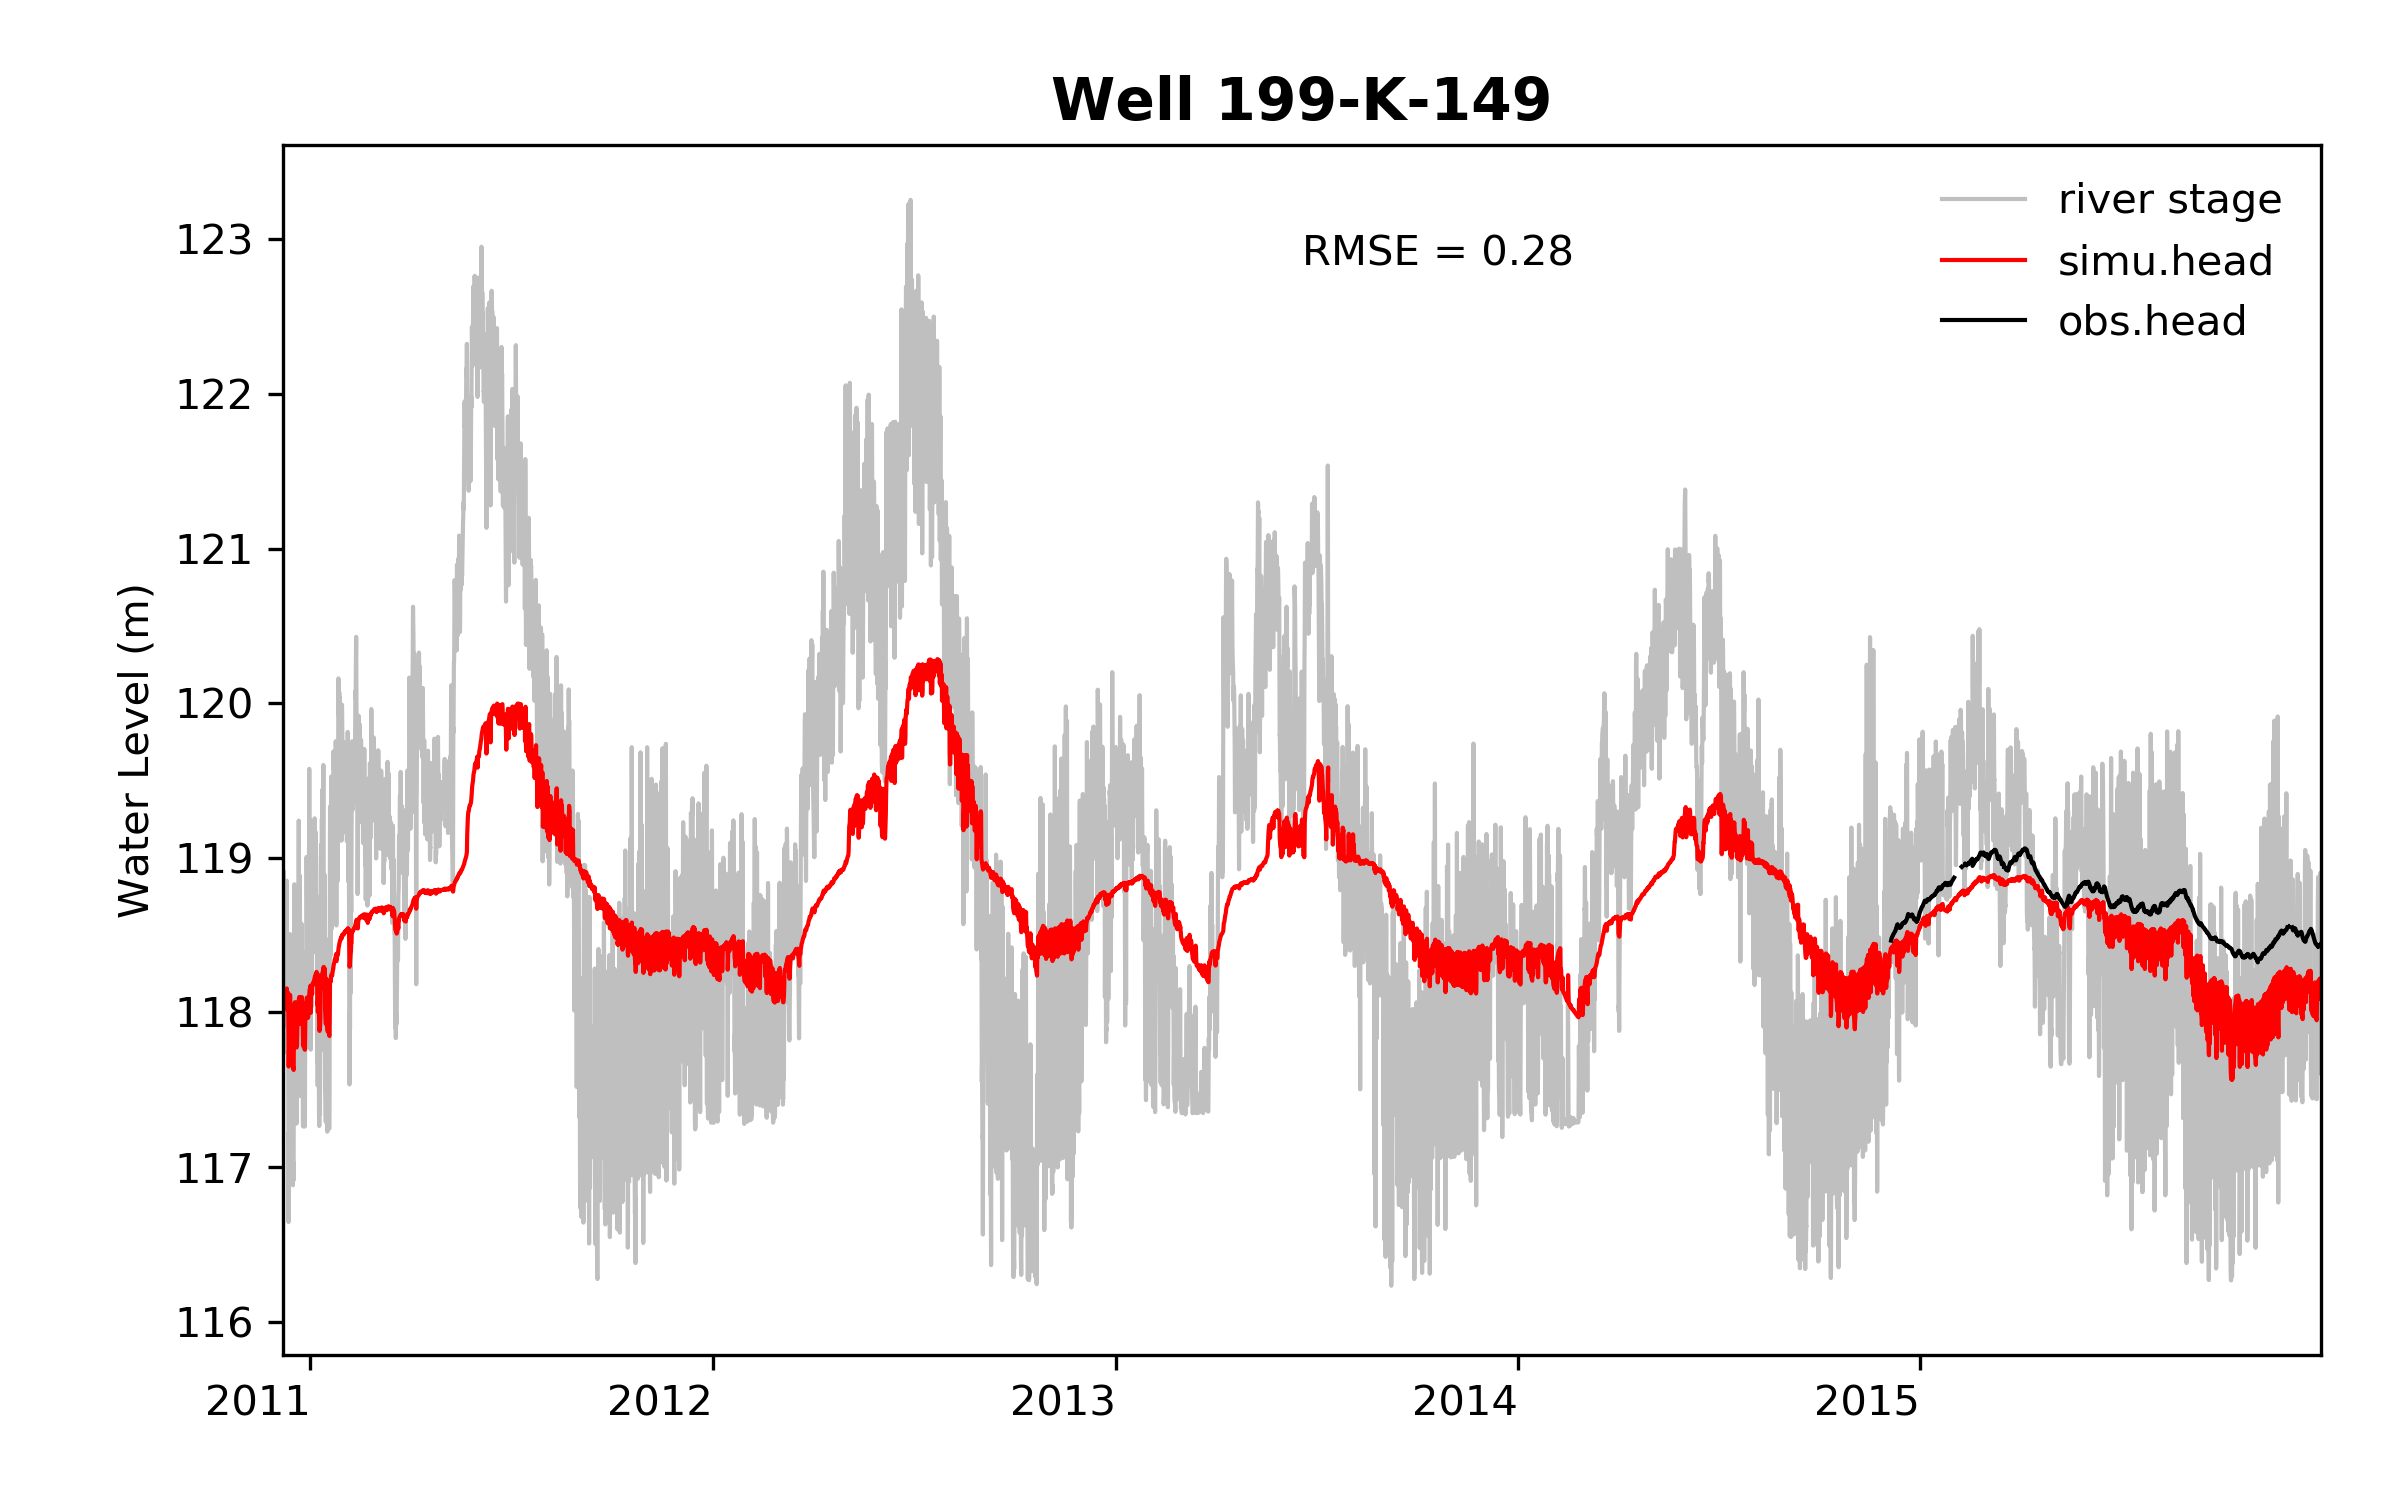 Well 199-K-149
RMSE = 0.28
river stage
simu.head
obs.head
Water Level (m)
123
122
121
120
119
118
117
116
2011
2012
2013
2014
2015